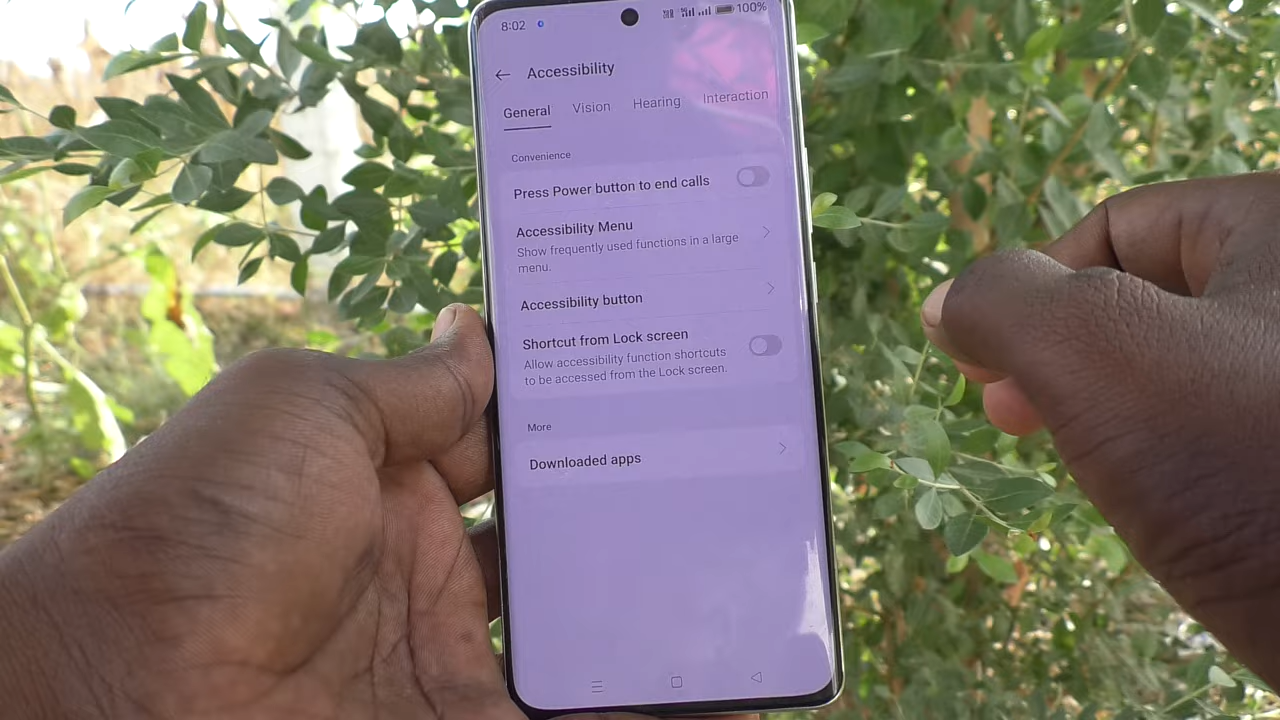 8:02 100%
Accessibility
General Vision Hearing Interaction
Convenience
Press Power button to end calls
Accessibility Menu
Show frequently used functions in a large
menu.
Accessibility button
Shortcut from Lock screen
Allow accessibility function shortcuts
to be accessed from the Lock screen.
More
Downloaded apps